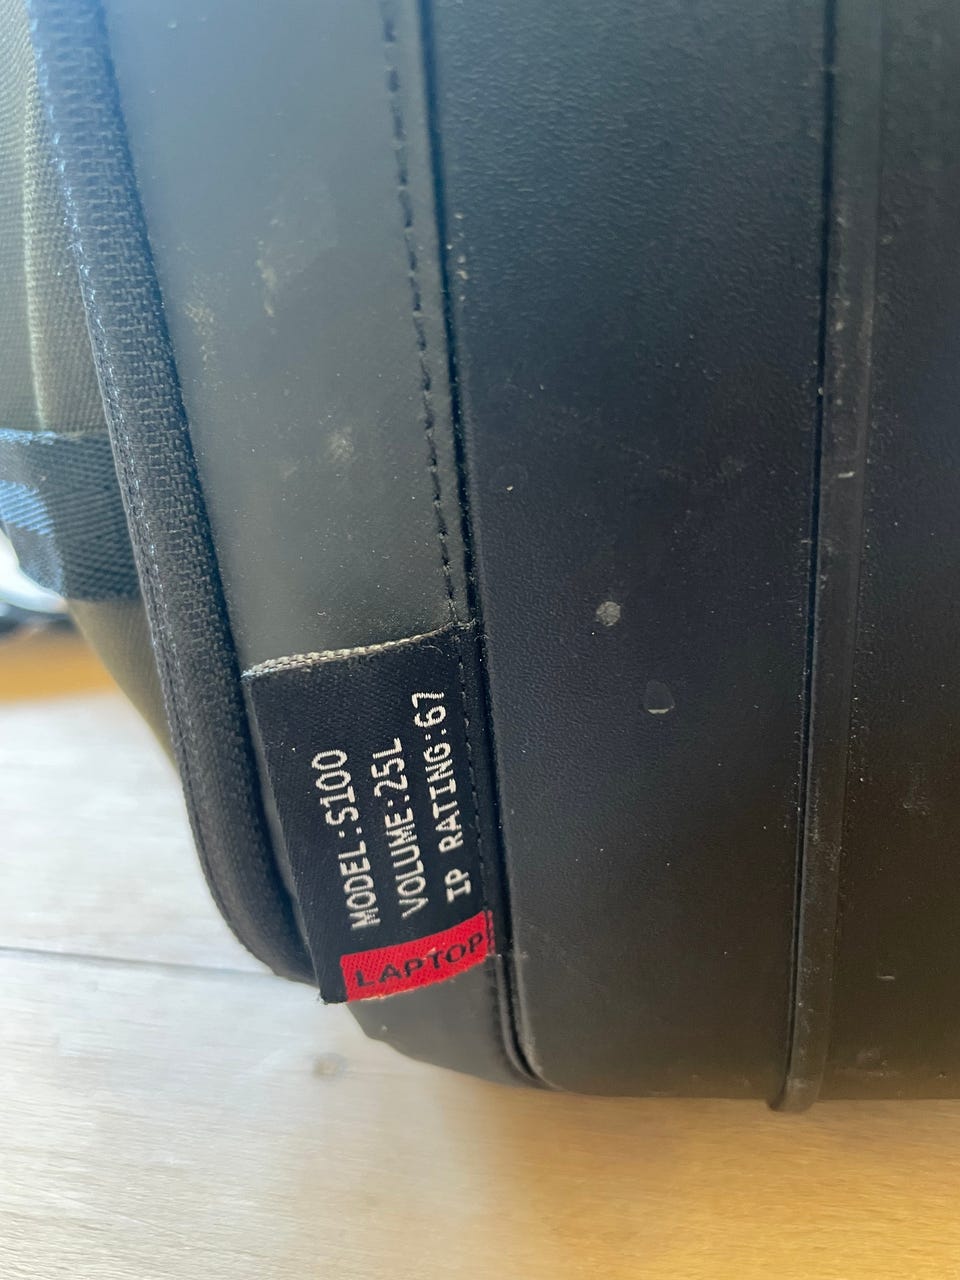 MODEL:S100
VOLUME:25L
IP RATING:67
LAPTOP